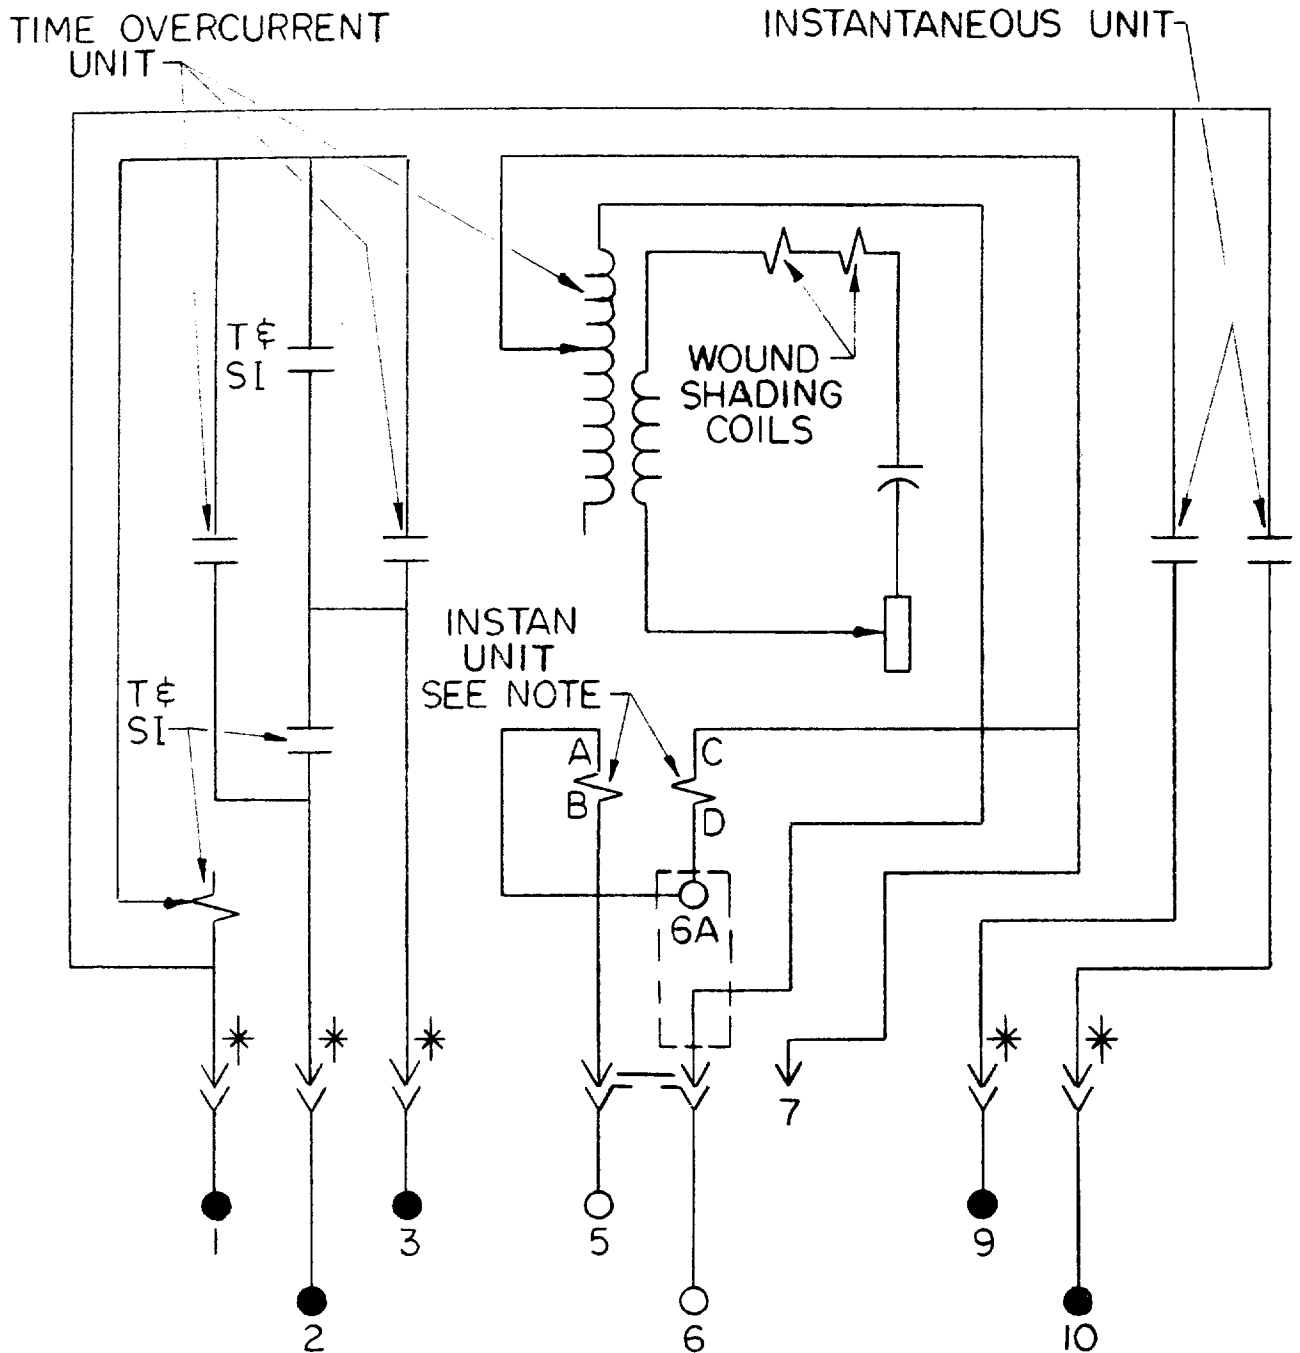 TIME OVERCURRENT
UNIT
INSTANTANEOUS UNIT
T&
SI
WOUND
SHADING
COILS
INSTAN
UNIT
SEE NOTE
T&
SI
A
B
C
D
6A
*
*
*
*
*
7
1
3
5
9
2
6
10